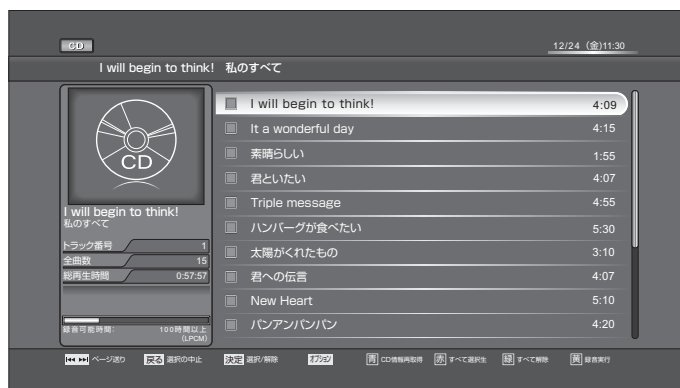 CD
12/24 (金)11:30
I will begin to think! 私のすべて
CD
I will begin to think!
私のすべて
トラック番号 1
全曲数 15
総再生時間 0:57:57
録音可能時間: 100時間以上
(LPCM)
I will begin to think! 4:09
It a wonderful day 4:15
素晴らしい 1:55
君といたい 4:07
Triple message 4:55
ハンバーグが食べたい 5:30
太陽がくれたもの 3:10
君への伝言 4:07
New Heart 5:10
パンアンパンパン 4:20
ページ送り 戻る 選択の中止 決定 選択/解除 オプション 青 CD情報再取得 赤 すべて選択生 緑 すべて解除 黄 録音実行